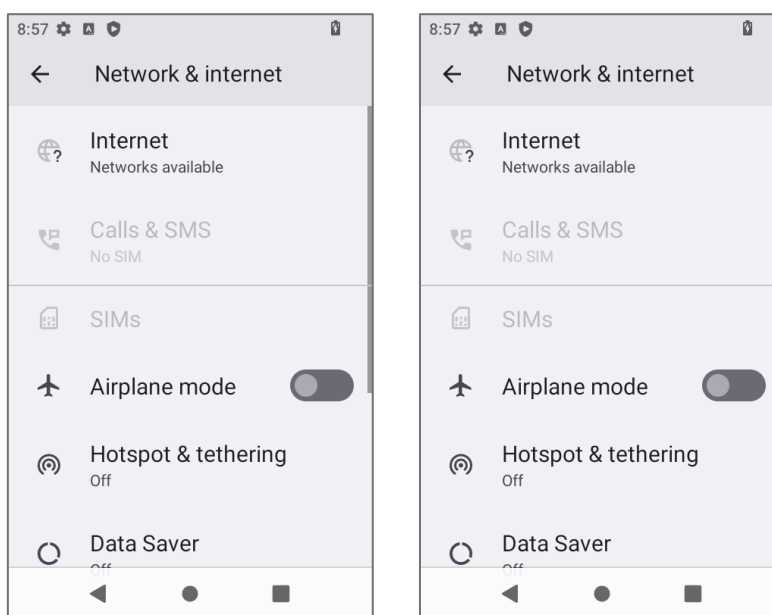 8:57
Network & internet
Internet
Networks available
Calls & SMS
No SIM
SIMs
Airplane mode
Hotspot & tethering
Off
Data Saver
Off
8:57
Network & internet
Internet
Networks available
Calls & SMS
No SIM
SIMs
Airplane mode
Hotspot & tethering
Off
Data Saver
Off